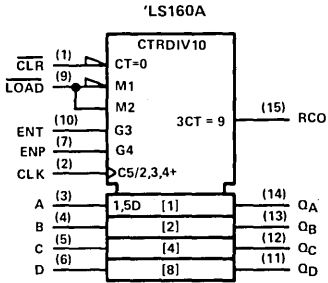 'LS160A
CTRDIV10
CLR (1) CT=0
LOAD (9) M1
M2
ENT (10) G3 3CT = 9 (15) RCO
ENP (7) G4
CLK (2) C5/2,3,4+
A (3) 1,5D [1] (14) QA
B (4) [2] (13) QB
C (5) [4] (12) QC
D (6) [8] (11) QD